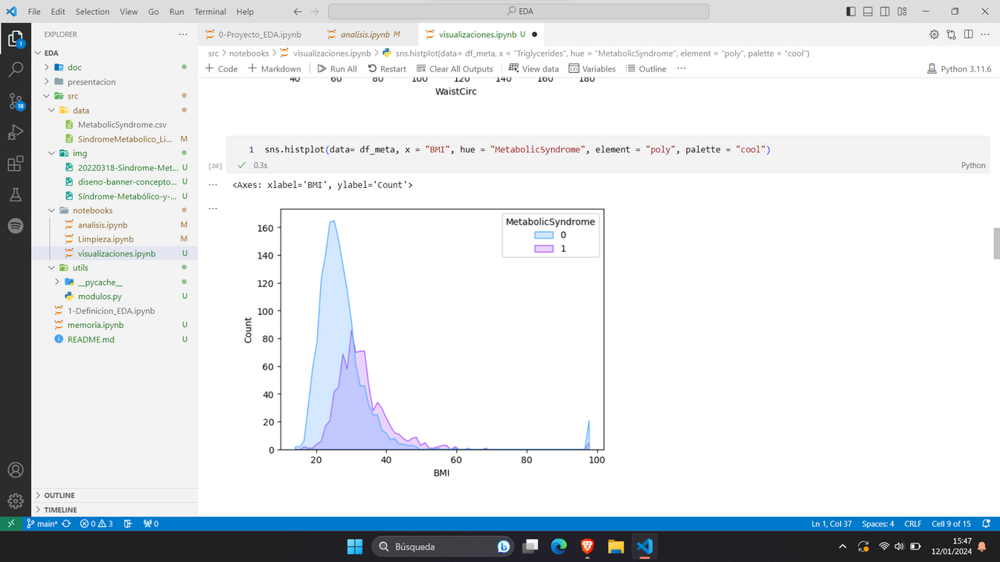 File Edit Selection View Go Run Terminal Help
EDA
EXPLORER
EDA
doc
presentacion
src
data
MetabolicSyndrome.csv
SindromeMetabolico_Li... M
img
20220318-Sindrome-Met... U
diseno-banner-concepto... U
Síndrome-Metabólico-y-... U
notebooks
analisis.ipynb M
Limpieza.ipynb M
visualizaciones.ipynb U
utils
__pycache__
modulos.py U
1-Definicion_EDA.ipynb
memoria.ipynb U
README.md U
OUTLINE
TIMELINE
1
18
0-Proyecto_EDA.ipynb analisis.ipynb M visualizaciones.ipynb U
src > notebooks > visualizaciones.ipynb > sns.histplot(data= df_meta, x = "Triglycerides", hue = "MetabolicSyndrome", element = "poly", palette = "cool")
+ Code + Markdown Run All Restart Clear All Outputs View data Variables Outline ... Python 3.11.6
40 60 80 100 120 140 160 180
WaistCirc
1 sns.histplot(data= df_meta, x = "BMI", hue = "MetabolicSyndrome", element = "poly", palette = "cool")
[20] 0.3s Python
... <Axes: xlabel='BMI', ylabel='Count'>
...
MetabolicSyndrome
0
1
160
140
120
100
80
60
40
20
0
Count
20 40 60 80 100
BMI
main* 0 3 0 Ln 1, Col 37 Spaces: 4 CRLF Cell 9 of 15
Búsqueda
15:47
12/01/2024